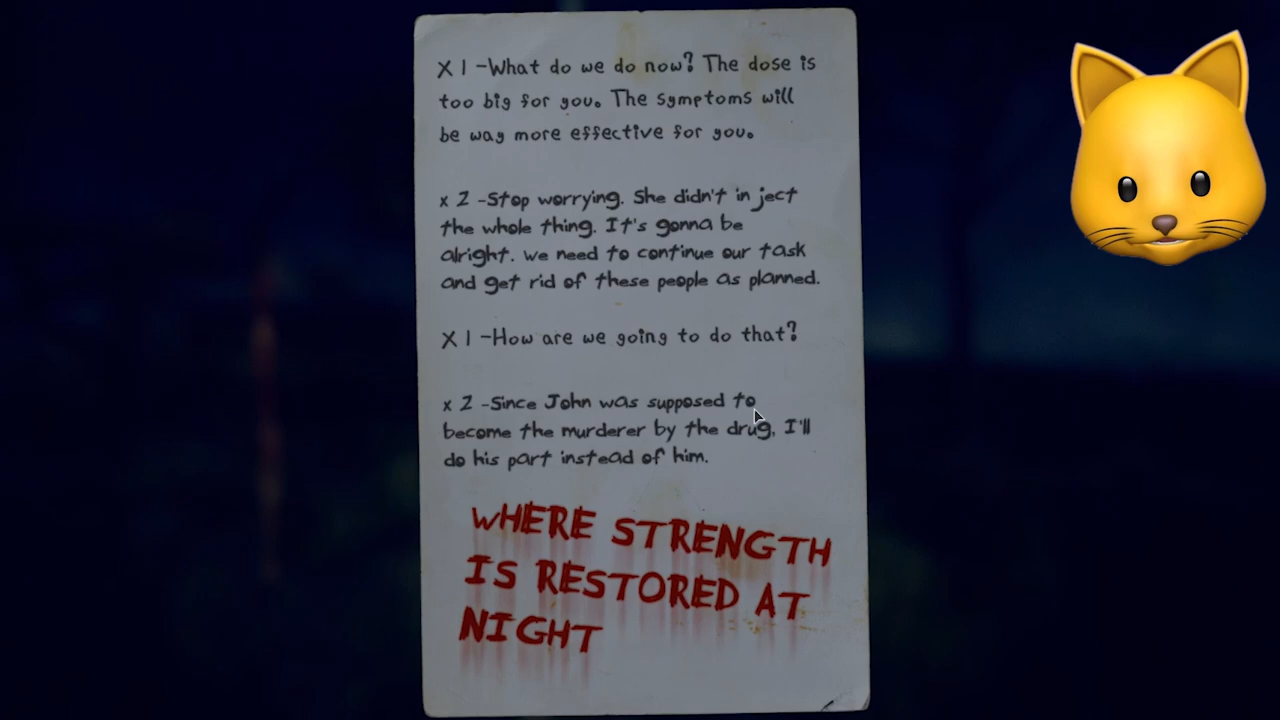 X 1 -What do we do now? The dose is
too big for you. The symptoms will
be way more effective for you.
x 2 -Stop worrying. She didn't in ject
the whole thing. It's gonna be
alright. we need to continue our task
and get rid of these people as planned.
X 1 -How are we going to do that?
x 2 -Since John was supposed to
become the murderer by the drug, I'll
do his part instead of him.
WHERE STRENGTH
IS RESTORED AT
NIGHT